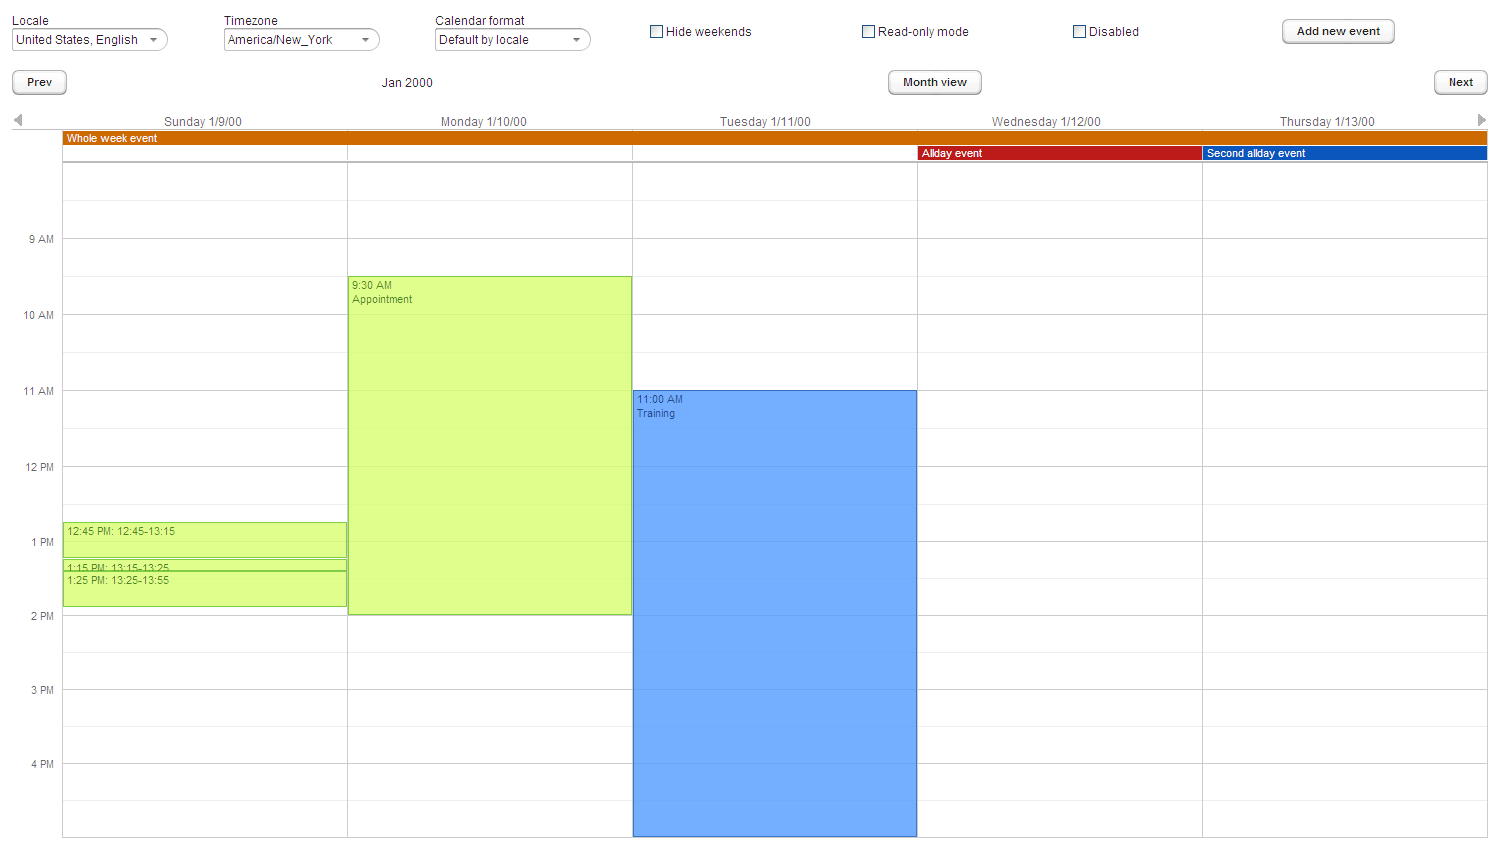 Locale
Timezone
Calendar format
United States, English
America/New_York
Default by locale
Hide weekends
Read-only mode
Disabled
Add new event
Prev
Jan 2000
Month view
Next
Sunday 1/9/00
Monday 1/10/00
Tuesday 1/11/00
Wednesday 1/12/00
Thursday 1/13/00
Whole week event
Allday event
Second allday event
9 AM
9:30 AM
Appointment
10 AM
11 AM
11:00 AM
Training
12 PM
12:45 PM: 12:45-13:15
1 PM
1:15 PM: 13:15-13:25
1:25 PM: 13:25-13:55
2 PM
3 PM
4 PM